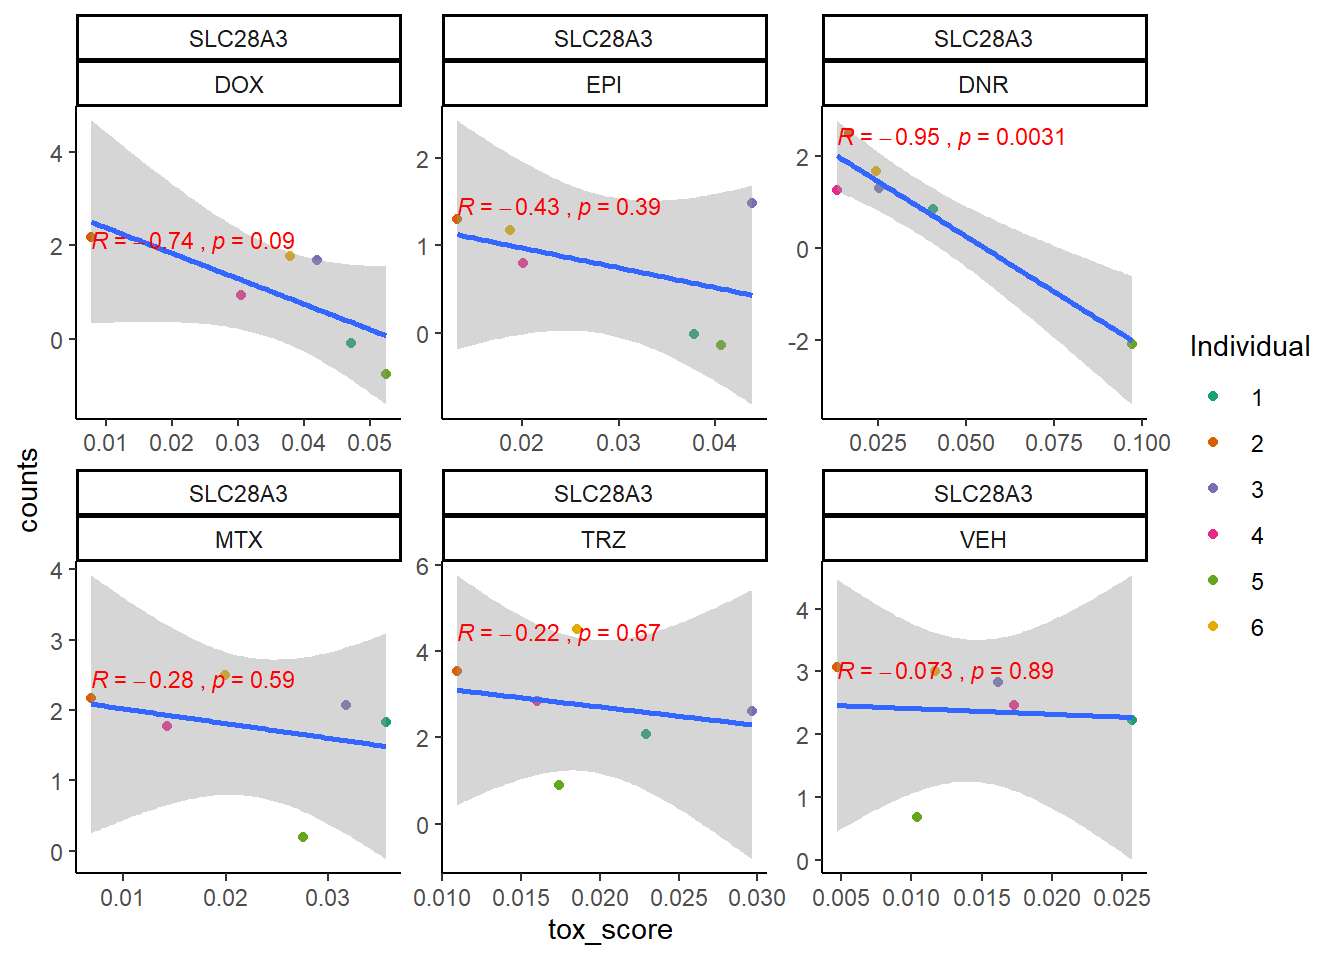 SLC28A3 SLC28A3 SLC28A3
DOX EPI DNR
R = −0.74 , p = 0.09
R = −0.43 , p = 0.39
R = −0.95 , p = 0.0031
4
2
0
2
1
0
2
0
-2
0.01 0.02 0.03 0.04 0.05
0.02 0.03 0.04
0.025 0.050 0.075 0.100
counts
SLC28A3 SLC28A3 SLC28A3
MTX TRZ VEH
R = −0.28 , p = 0.59
R = −0.22 , p = 0.67
R = −0.073 , p = 0.89
4
3
2
1
0
6
4
2
0
4
3
2
1
0
0.01 0.02 0.03
0.010 0.015 0.020 0.025 0.030
0.005 0.010 0.015 0.020 0.025
tox_score
Individual
1
2
3
4
5
6